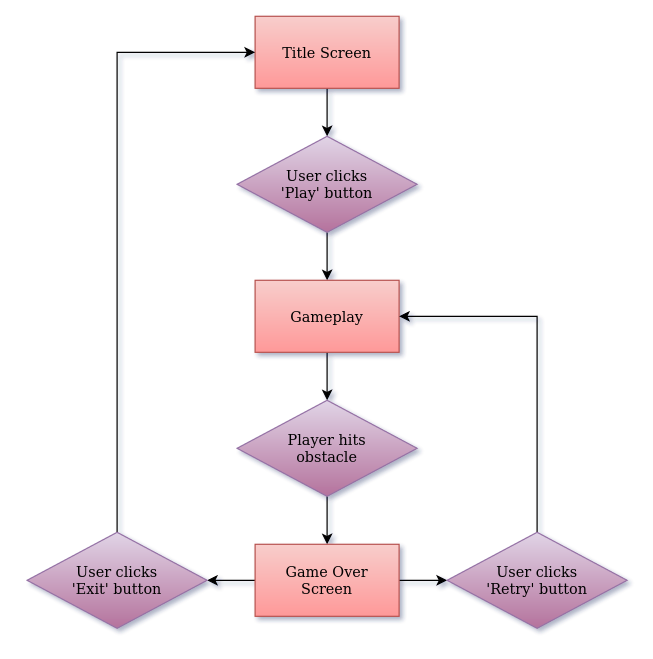 Title Screen
User clicks
'Play' button
Gameplay
Player hits
obstacle
User clicks
'Exit' button
Game Over
Screen
User clicks
'Retry' button